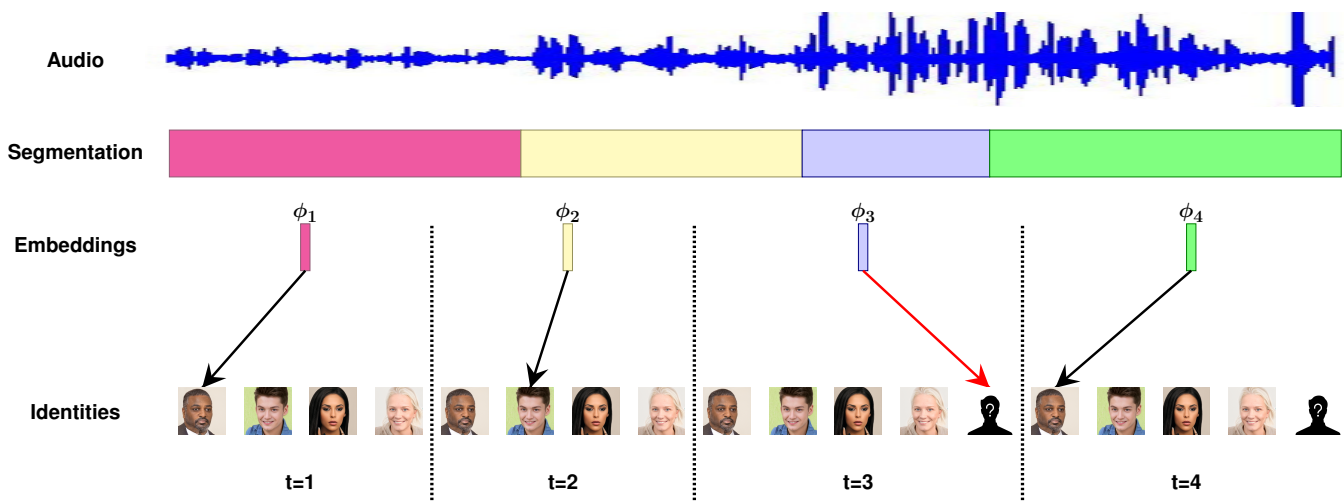 Audio
Segmentation
ϕ₁ ϕ₂ ϕ₃ ϕ₄
Embeddings
Identities
? ?
t=1 t=2 t=3 t=4